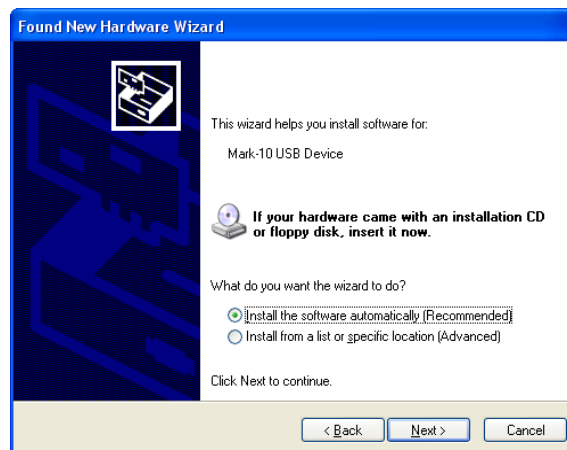 Found New Hardware Wizard
This wizard helps you install software for:
Mark-10 USB Device
If your hardware came with an installation CD
or floppy disk, insert it now.
What do you want the wizard to do?
Install the software automatically (Recommended)
Install from a list or specific location (Advanced)
Click Next to continue.
< Back Next > Cancel